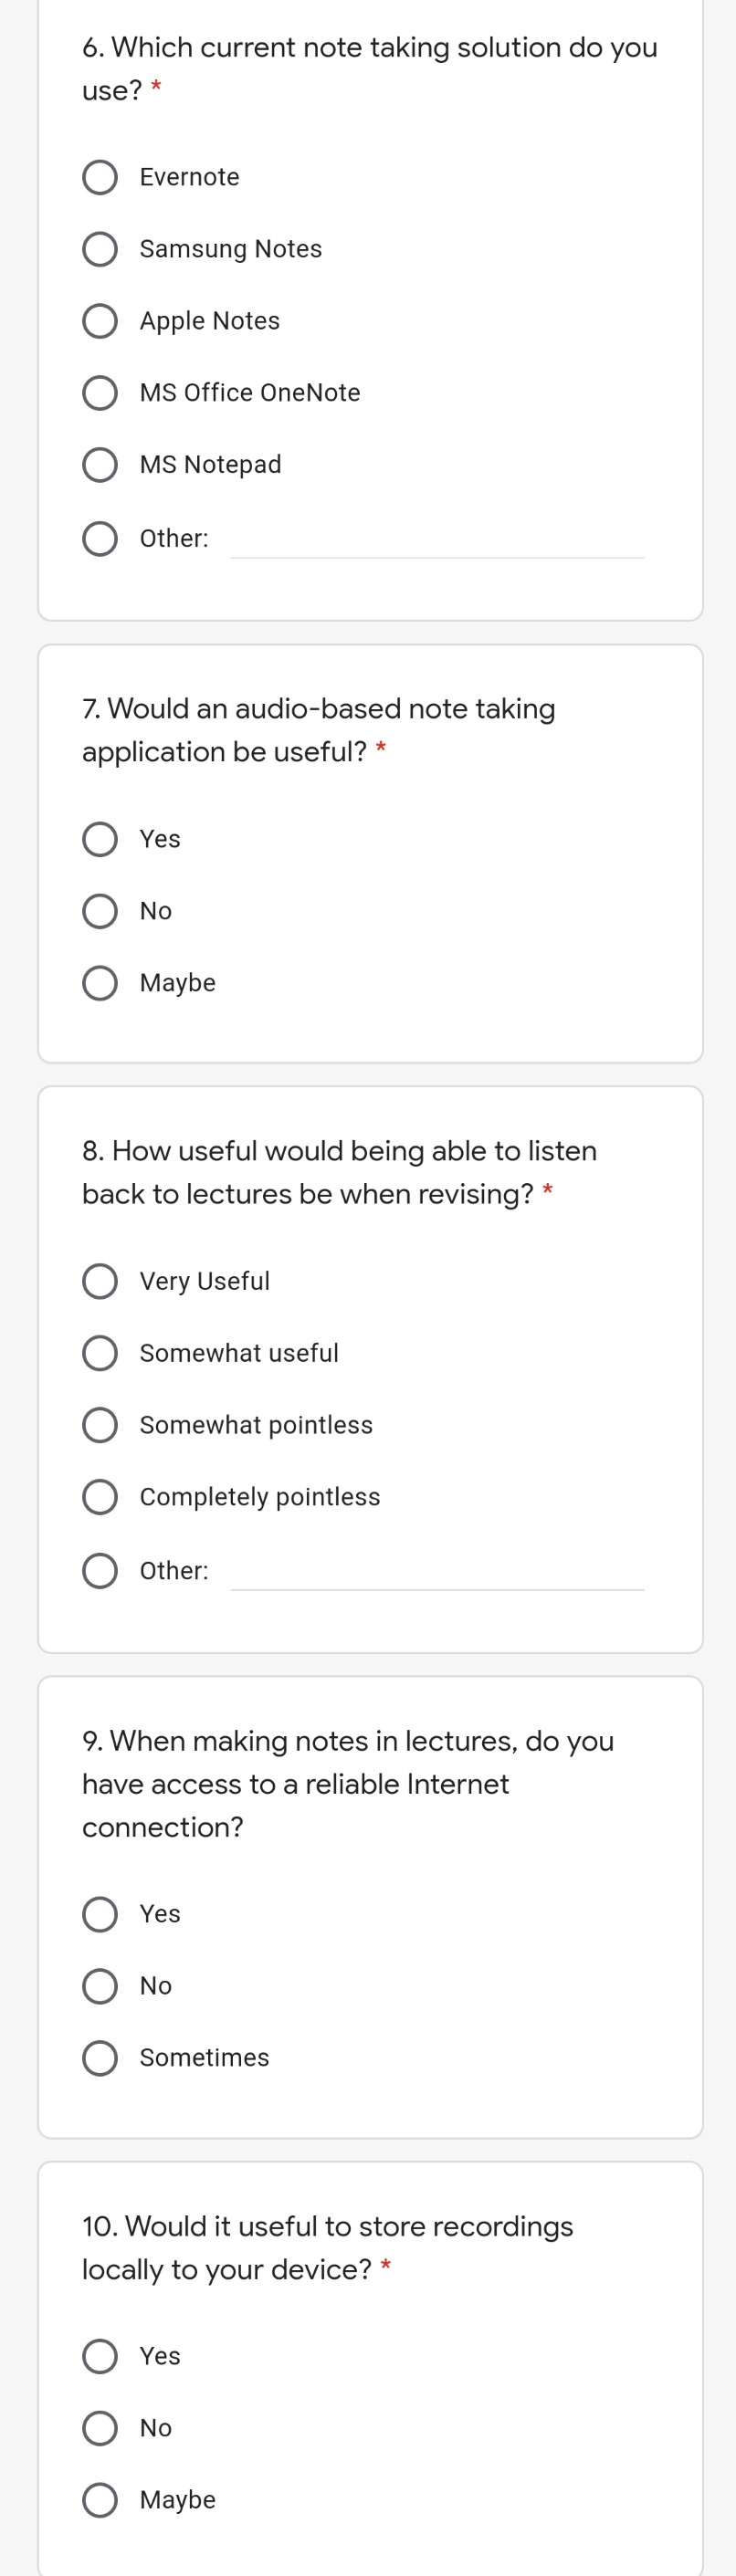 6. Which current note taking solution do you
use? *
Evernote
Samsung Notes
Apple Notes
MS Office OneNote
MS Notepad
Other:
7. Would an audio-based note taking
application be useful? *
Yes
No
Maybe
8. How useful would being able to listen
back to lectures be when revising? *
Very Useful
Somewhat useful
Somewhat pointless
Completely pointless
Other:
9. When making notes in lectures, do you
have access to a reliable Internet
connection?
Yes
No
Sometimes
10. Would it useful to store recordings
locally to your device? *
Yes
No
Maybe